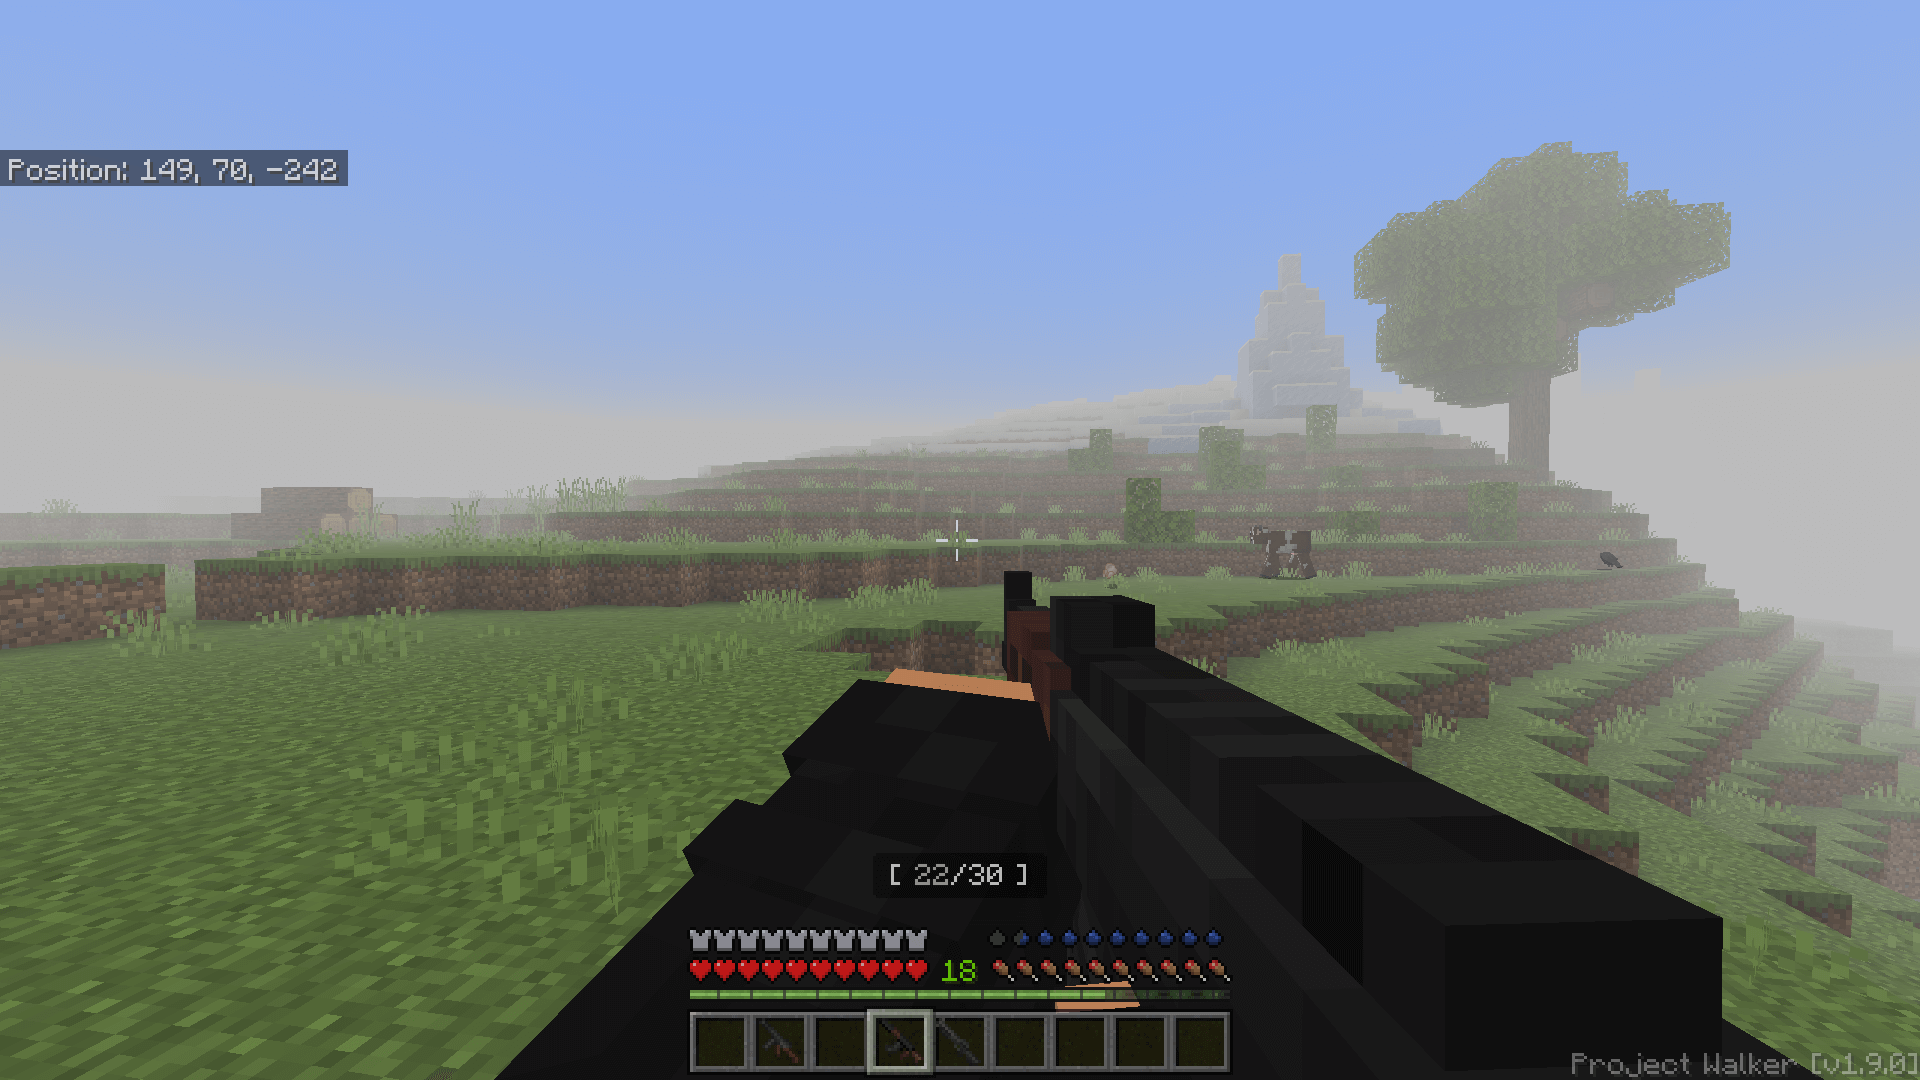 Position: 149, 70, -242
[ 22/30 ]
18
Project Walker [v1.9.0]